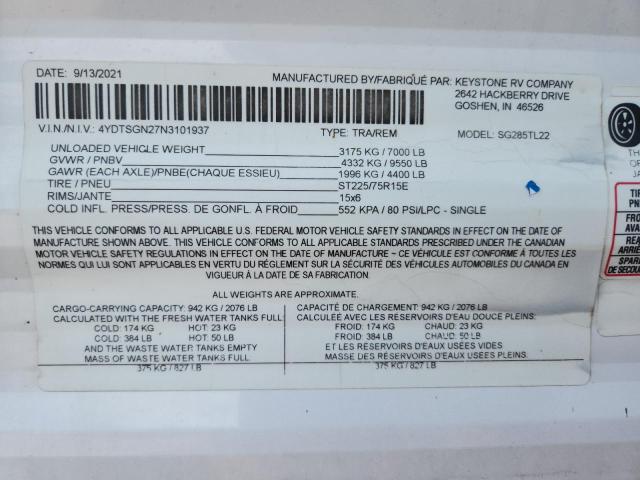 DATE: 9/13/2021
MANUFACTURED BY/FABRIQUÉ PAR: KEYSTONE RV COMPANY
2642 HACKBERRY DRIVE
GOSHEN, IN 46526
V.I.N./N.I.V.: 4YDTSGN27N3101937 TYPE: TRA/REM MODEL: SG285TL22
UNLOADED VEHICLE WEIGHT 3175 KG / 7000 LB
GVWR / PNBV 4332 KG / 9550 LB
GAWR (EACH AXLE)/PNBE(CHAQUE ESSIEU) 1996 KG / 4400 LB
TIRE / PNEU ST225/75R15E
RIMS/JANTE 15x6
COLD INFL. PRESS/PRESS. DE GONFL. À FROID 552 KPA / 80 PSI/LPC - SINGLE
THIS VEHICLE CONFORMS TO ALL APPLICABLE U.S. FEDERAL MOTOR VEHICLE SAFETY STANDARDS IN EFFECT ON THE DATE OF
MANUFACTURE SHOWN ABOVE. THIS VEHICLE CONFORMS TO ALL APPLICABLE STANDARDS PRESCRIBED UNDER THE CANADIAN
MOTOR VEHICLE SAFETY REGULATIONS IN EFFECT ON THE DATE OF MANUFACTURE ~ CE VÉHICULE EST CONFORME À TOUTES LES
NORMES QUI LUI SONT APPLICABLES EN VERTU DU RÉGLEMENT SUR LA SÉCURITÉ DES VÉHICULES AUTOMOBILES DU CANADA EN
VIGUEUR À LA DATE DE SA FABRICATION.
ALL WEIGHTS ARE APPROXIMATE.
CARGO-CARRYING CAPACITY: 942 KG / 2076 LB
CALCULATED WITH THE FRESH WATER TANKS FULL
COLD: 174 KG HOT: 23 KG
COLD: 384 LB HOT: 50 LB
AND THE WASTE WATER TANKS EMPTY
MASS OF WASTE WATER TANKS FULL
375 KG / 827 LB
CAPACITÉ DE CHARGEMENT: 942 KG / 2076 LB
CALCULÉE AVEC LES RÉSERVOIRS D'EAU DOUCE PLEINS:
FROID: 174 KG CHAUD: 23 KG
FROID: 384 LB CHAUD: 50 LB
ET LES RÉSERVOIRS D'EAUX USÉES VIDES
MASSE DES RÉSERVOIRS D'EAUX USÉES PLEINS.
375 KG / 827 LB